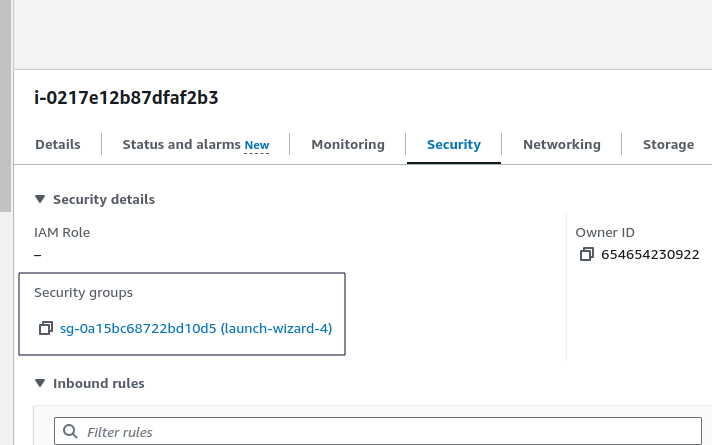 i-0217e12b87dfaf2b3
Details Status and alarms New Monitoring Security Networking Storage
▼ Security details
IAM Role
–
Owner ID
654654230922
Security groups
sg-0a15bc68722bd10d5 (launch-wizard-4)
▼ Inbound rules
Filter rules